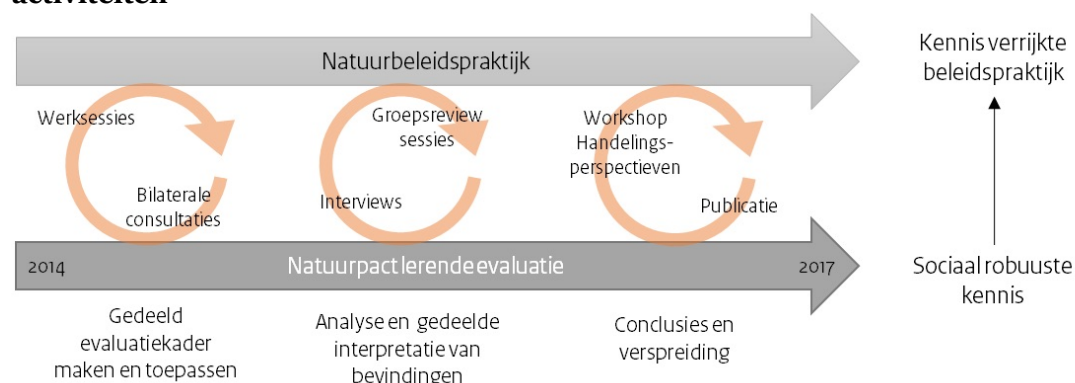 activiteiten
Natuurbeleidspraktijk
Kennis verrijkte
beleidspraktijk
Werksessies
Bilaterale
consultaties
Groepsreview
sessies
Interviews
Workshop
Handelings-
perspectieven
Publicatie
2014
Natuurpact lerende evaluatie
2017
Sociaal robuuste
kennis
Gedeeld
evaluatiekader
maken en toepassen
Analyse en gedeelde
interpretatie van
bevindingen
Conclusies en
verspreiding